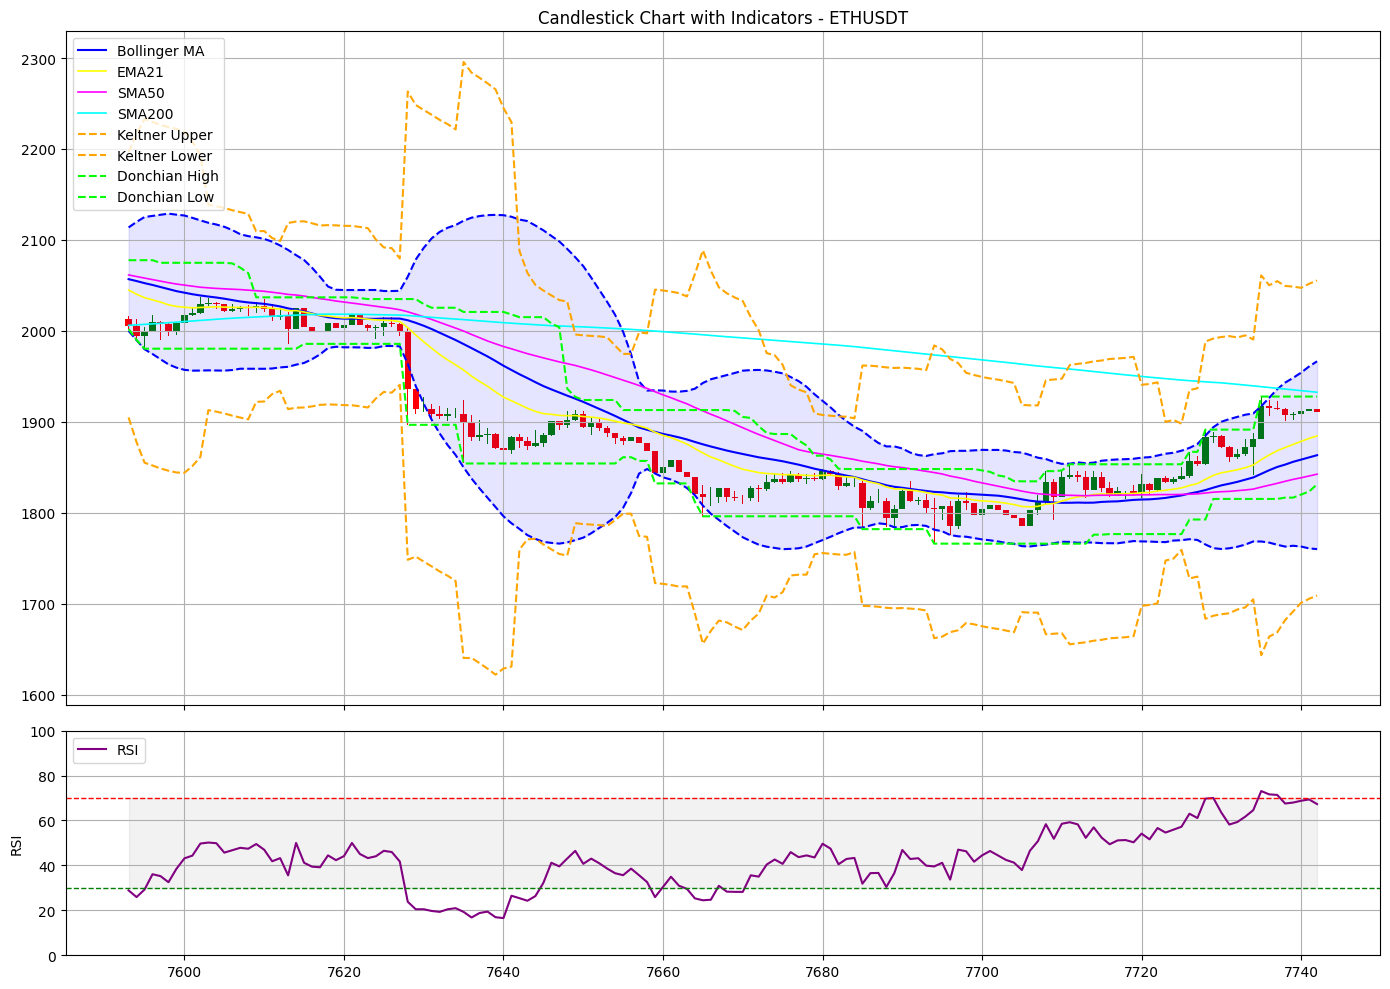 Candlestick Chart with Indicators - ETHUSDT
2300
2200
2100
2000
1900
1800
1700
1600
Bollinger MA
EMA21
SMA50
SMA200
Keltner Upper
Keltner Lower
Donchian High
Donchian Low
100
80
60
40
20
0
RSI
RSI
7600
7620
7640
7660
7680
7700
7720
7740